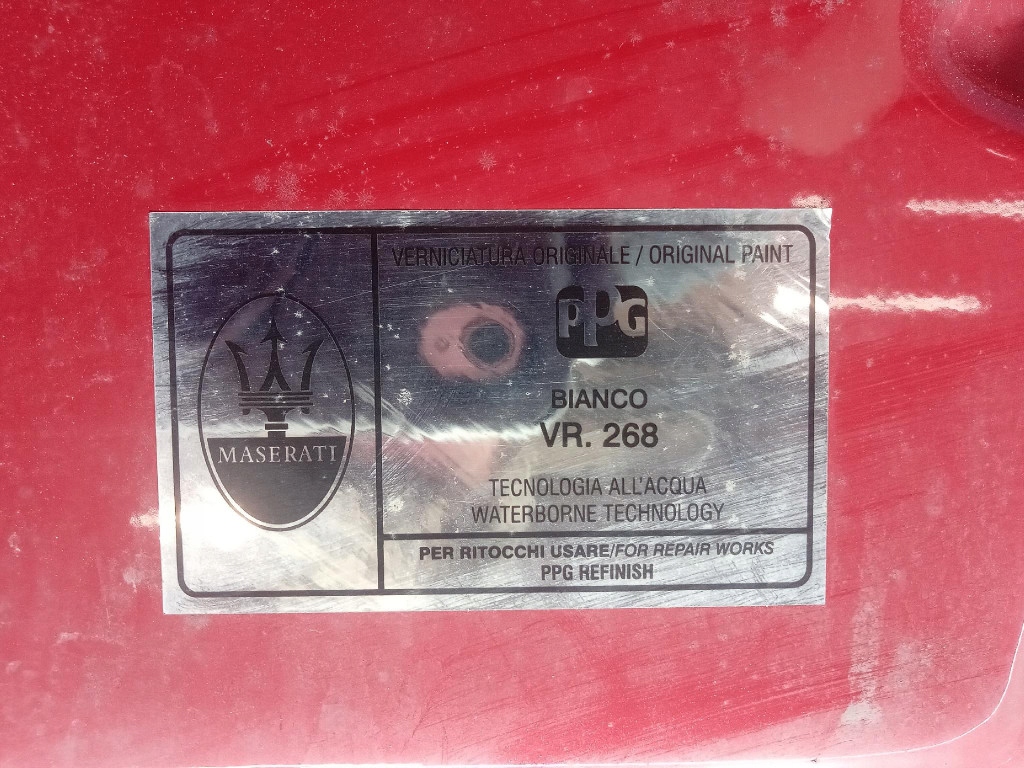 MASERATI
VERNICIATURA ORIGINALE / ORIGINAL PAINT
PPG
BIANCO
VR. 268
TECNOLOGIA ALL'ACQUA
WATERBORNE TECHNOLOGY
PER RITOCCHI USARE/FOR REPAIR WORKS
PPG REFINISH